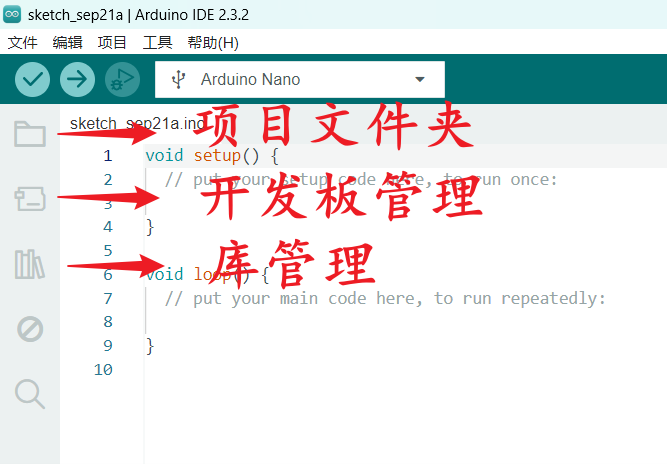 sketch_sep21a | Arduino IDE 2.3.2
文件 编辑 项目 工具 帮助(H)
Arduino Nano
sketch_sep21a.ino
项目文件夹
1 void setup() {
2 // put your setup code here, to run once:
开发板管理
3
4 }
5
库管理
6 void loop() {
7 // put your main code here, to run repeatedly:
8
9 }
10